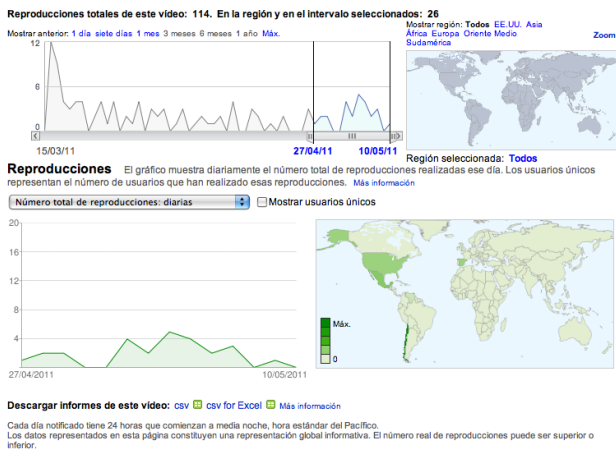 Reproducciones totales de este vídeo: 114. En la región y en el intervalo seleccionados: 26
Mostrar anterior: 1 día siete días 1 mes 3 meses 6 meses 1 año Máx.
Mostrar región: Todos EE.UU. Asia
África Europa Oriente Medio
Sudamérica
Zoom
12
6
0
15/03/11
27/04/11
10/05/11
Región seleccionada: Todos
Reproducciones El gráfico muestra diariamente el número total de reproducciones realizadas ese día. Los usuarios únicos
representan el número de usuarios que han realizado esas reproducciones. Más información
Número total de reproducciones: diarias
Mostrar usuarios únicos
20
16
12
8
4
27/04/2011
10/05/2011
Máx.
0
Descargar informes de este vídeo: csv csv for Excel Más información
Cada día notificado tiene 24 horas que comienzan a media noche, hora estándar del Pacífico.
Los datos representados en esta página constituyen una representación global informativa. El número real de reproducciones puede ser superior o
inferior.